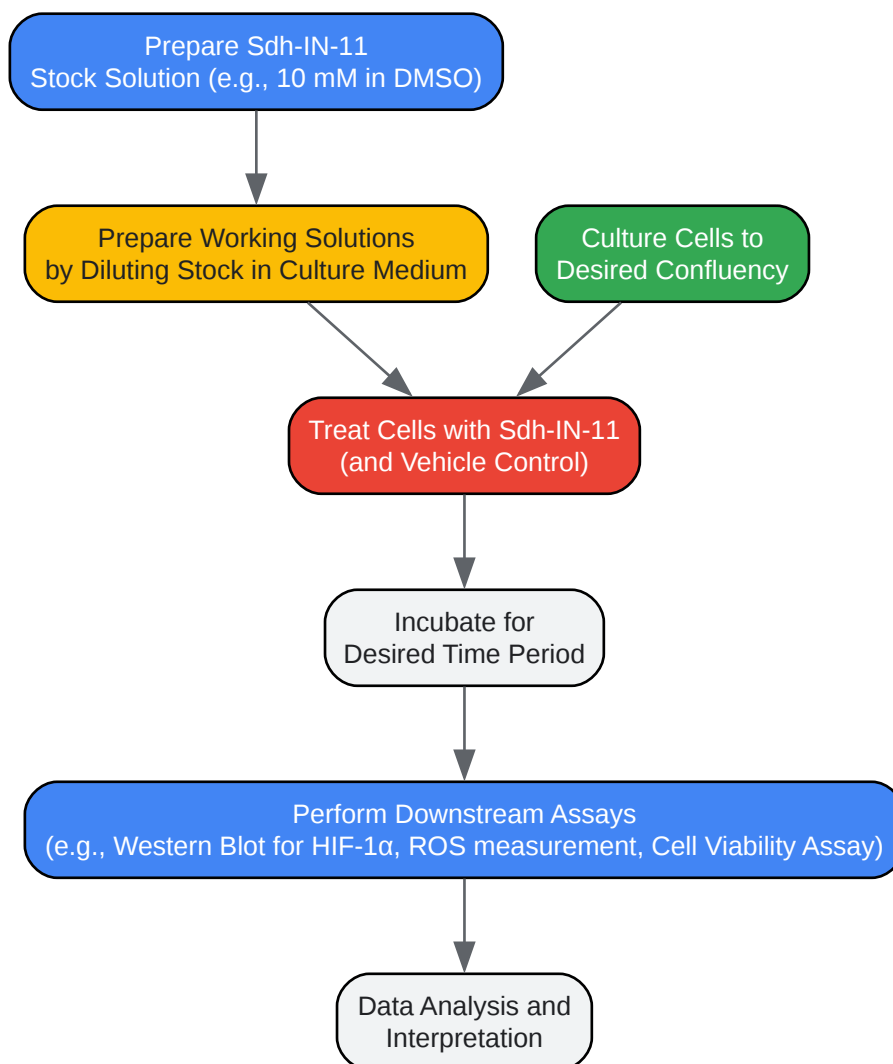 Prepare Sdh-IN-11
Stock Solution (e.g., 10 mM in DMSO)
Prepare Working Solutions
by Diluting Stock in Culture Medium
Culture Cells to
Desired Confluency
Treat Cells with Sdh-IN-11
(and Vehicle Control)
Incubate for
Desired Time Period
Perform Downstream Assays
(e.g., Western Blot for HIF-1α, ROS measurement, Cell Viability Assay)
Data Analysis and
Interpretation